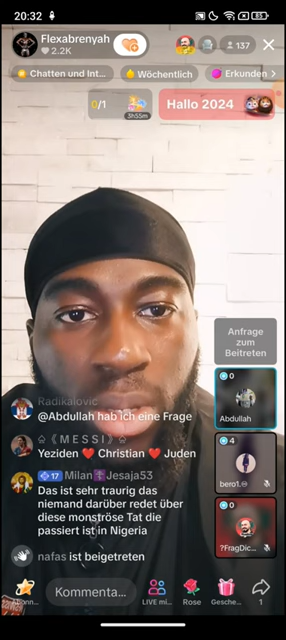 20:32
85
Flexabrenyah
2.2K
137
Chatten und Int...
Wöchentlich
Erkunden >
0/1
3h55m
Hallo 2024
Anfrage
zum
Beitreten
0
Abdullah
4
bero1.
0
?FragDic...
Radikalovic
@Abdullah hab ich eine Frage
《 M E S S I 》
Yeziden ❤️ Christian ❤️ Juden
17 Milan✝️Jesaja53
Das ist sehr traurig das
niemand darüber redet über
diese monströse Tat die
passiert ist in Nigeria
nafas ist beigetreten
Abonn...
Kommenta...
LIVE mi...
Rose
Gesche...
1